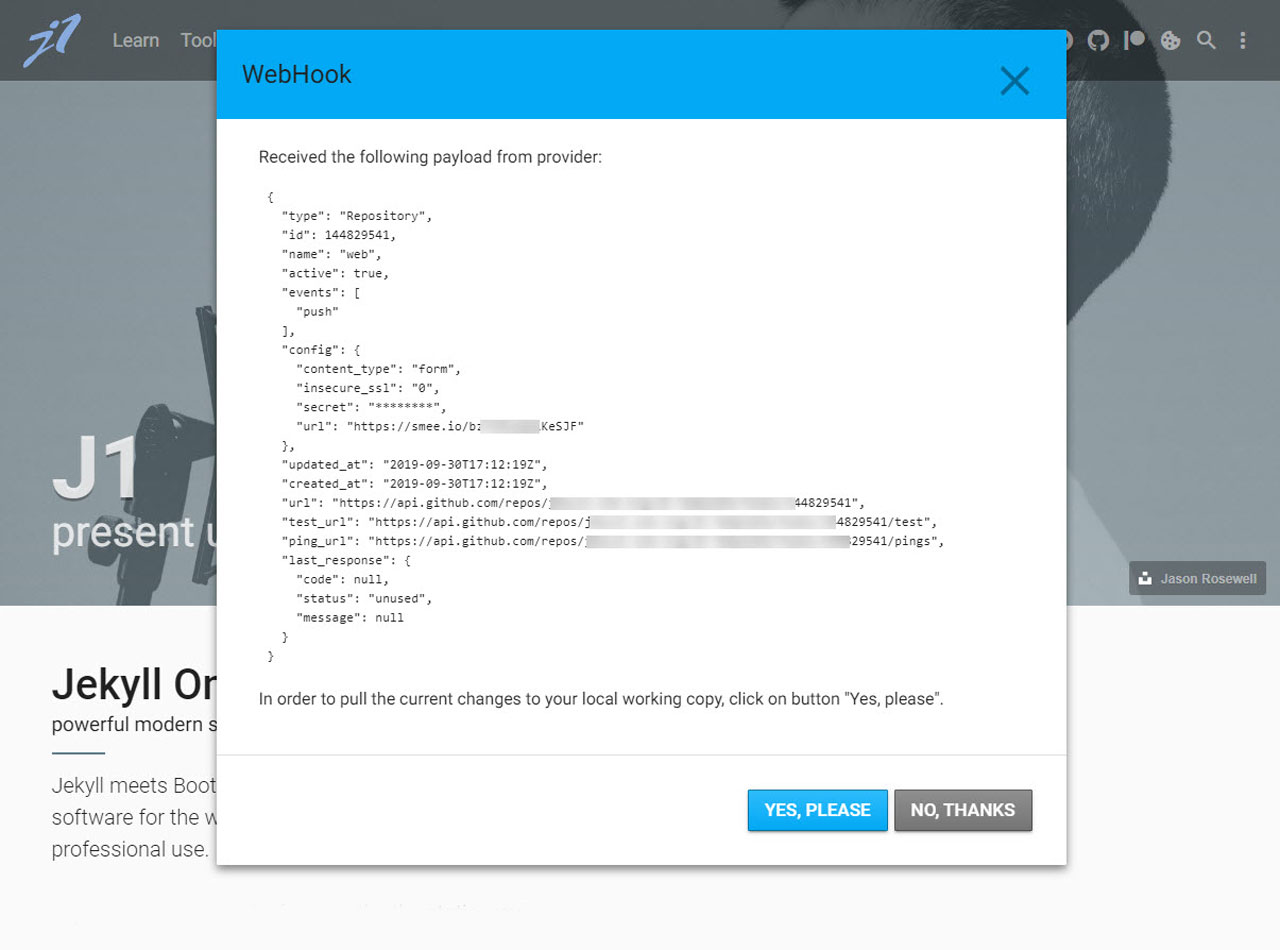 j1
Learn Tool
WebHook
Received the following payload from provider:
{
"type": "Repository",
"id": 144829541,
"name": "web",
"active": true,
"events": [
"push"
],
"config": {
"content_type": "form",
"insecure_ssl": "0",
"secret": "********",
"url": "https://smee.io/bz KeSJF"
},
"updated_at": "2019-09-30T17:12:19Z",
"created_at": "2019-09-30T17:12:19Z",
"url": "https://api.github.com/repos/j 44829541",
"test_url": "https://api.github.com/repos/j 4829541/test",
"ping_url": "https://api.github.com/repos/j 29541/pings",
"last_response": {
"code": null,
"status": "unused",
"message": null
}
}
In order to pull the current changes to your local working copy, click on button "Yes, please".
YES, PLEASE NO, THANKS
J1
present u
Jason Rosewell
Jekyll On
powerful modern s
Jekyll meets Boot
software for the w
professional use.